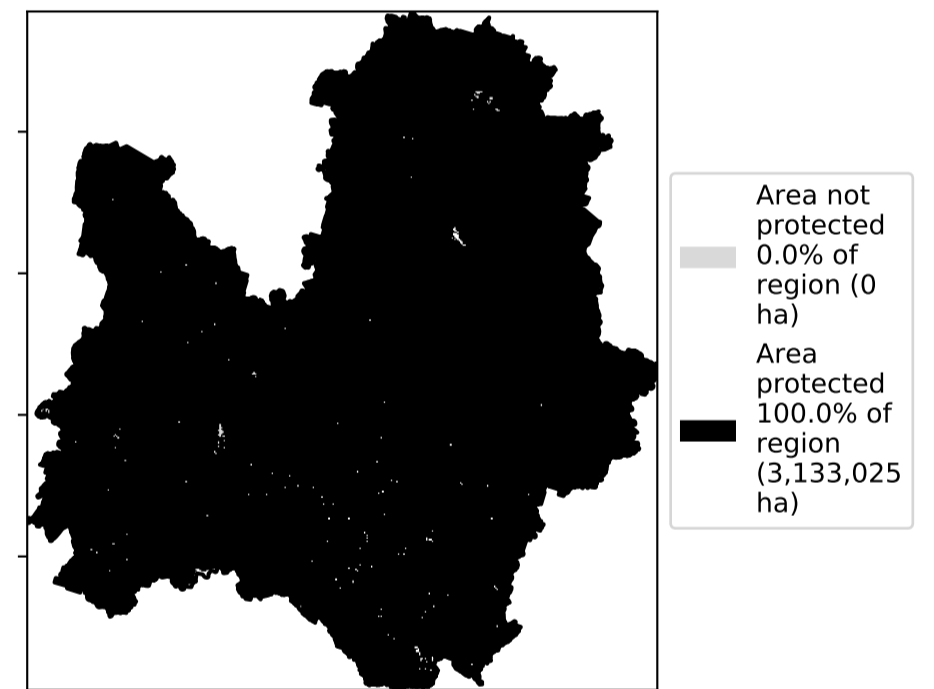 Area not
protected
0.0% of
region (0
ha)
Area
protected
100.0% of
region
(3,133,025
ha)